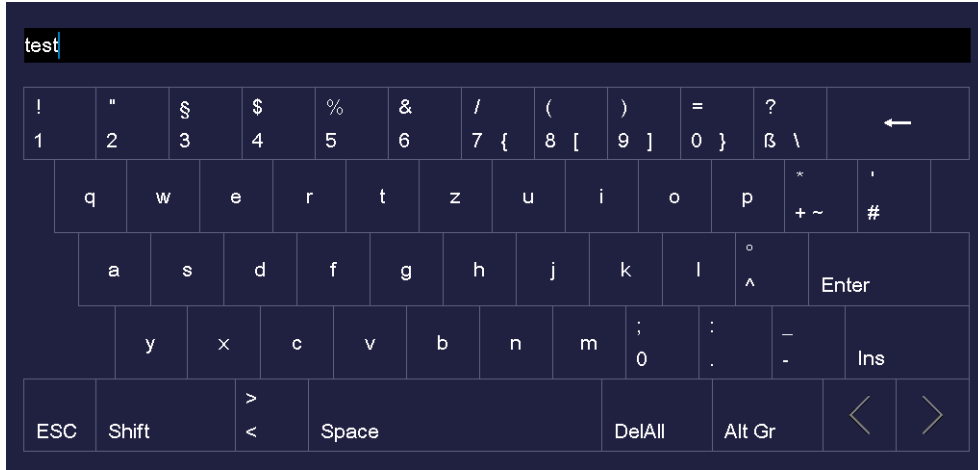 test
! " § $ % & / ( ) = ?
1 2 3 4 5 6 7 { 8 [ 9 ] 0 } ß \ ←
q w e r t z u i o p * '
+ ~ #
a s d f g h j k l °
^ Enter
y x c v b n m ; : _
0 . - Ins
>
ESC Shift < Space DelAll Alt Gr < >